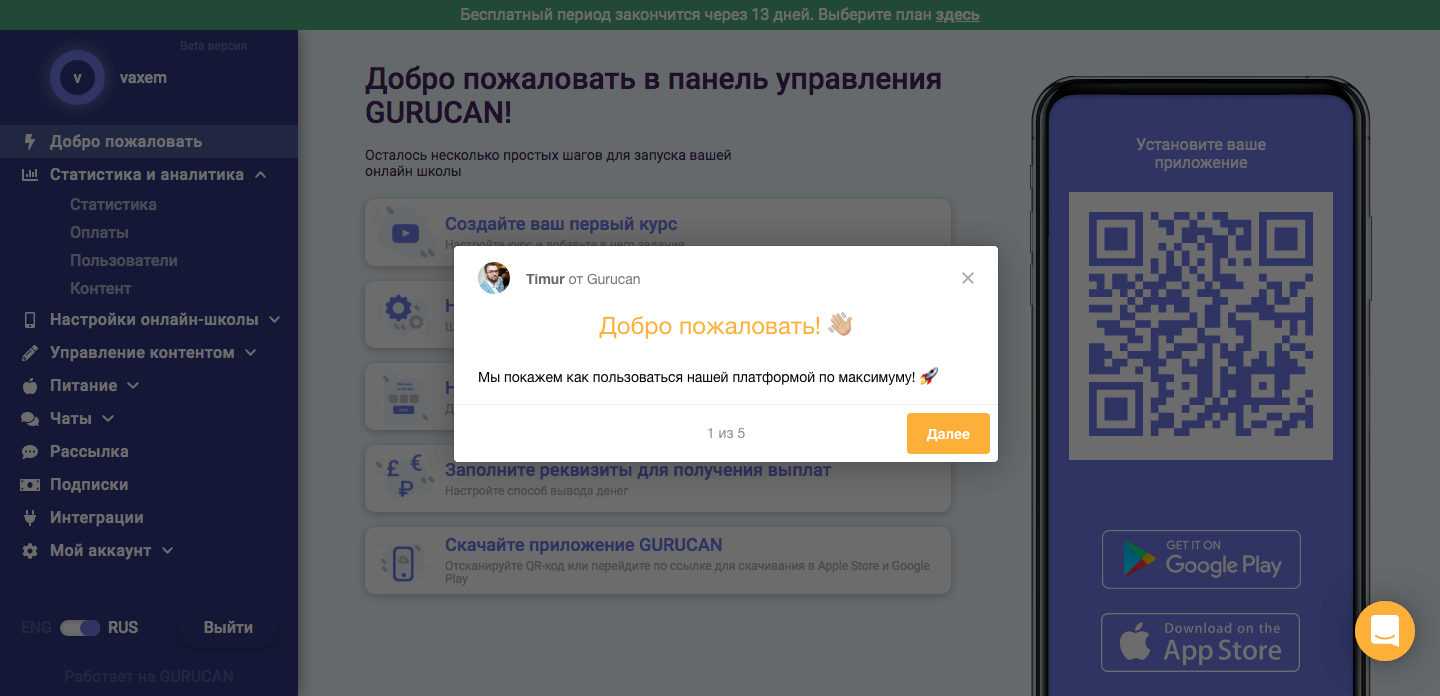 Бесплатный период закончится через 13 дней. Выберите план здесь
Beta версия
v
vaxem
Добро пожаловать
Статистика и аналитика
Статистика
Оплаты
Пользователи
Контент
Настройки онлайн-школы
Управление контентом
Питание
Чаты
Рассылка
Подписки
Интеграции
Мой аккаунт
ENG RUS
Выйти
Работает на GURUCAN
Добро пожаловать в панель управления
GURUCAN!
Осталось несколько простых шагов для запуска вашей
онлайн школы
Создайте ваш первый курс
Настройте курс и добавьте в него задания
Timur от Gurucan
Добро пожаловать! 👋🏼
Мы покажем как пользоваться нашей платформой по максимуму! 🚀
1 из 5
Далее
Заполните реквизиты для получения выплат
Настройте способ вывода денег
Скачайте приложение GURUCAN
Отсканируйте QR-код или перейдите по ссылке для скачивания в Apple Store и Google
Play
Установите ваше
приложение
GET IT ON
Google Play
Download on the
App Store